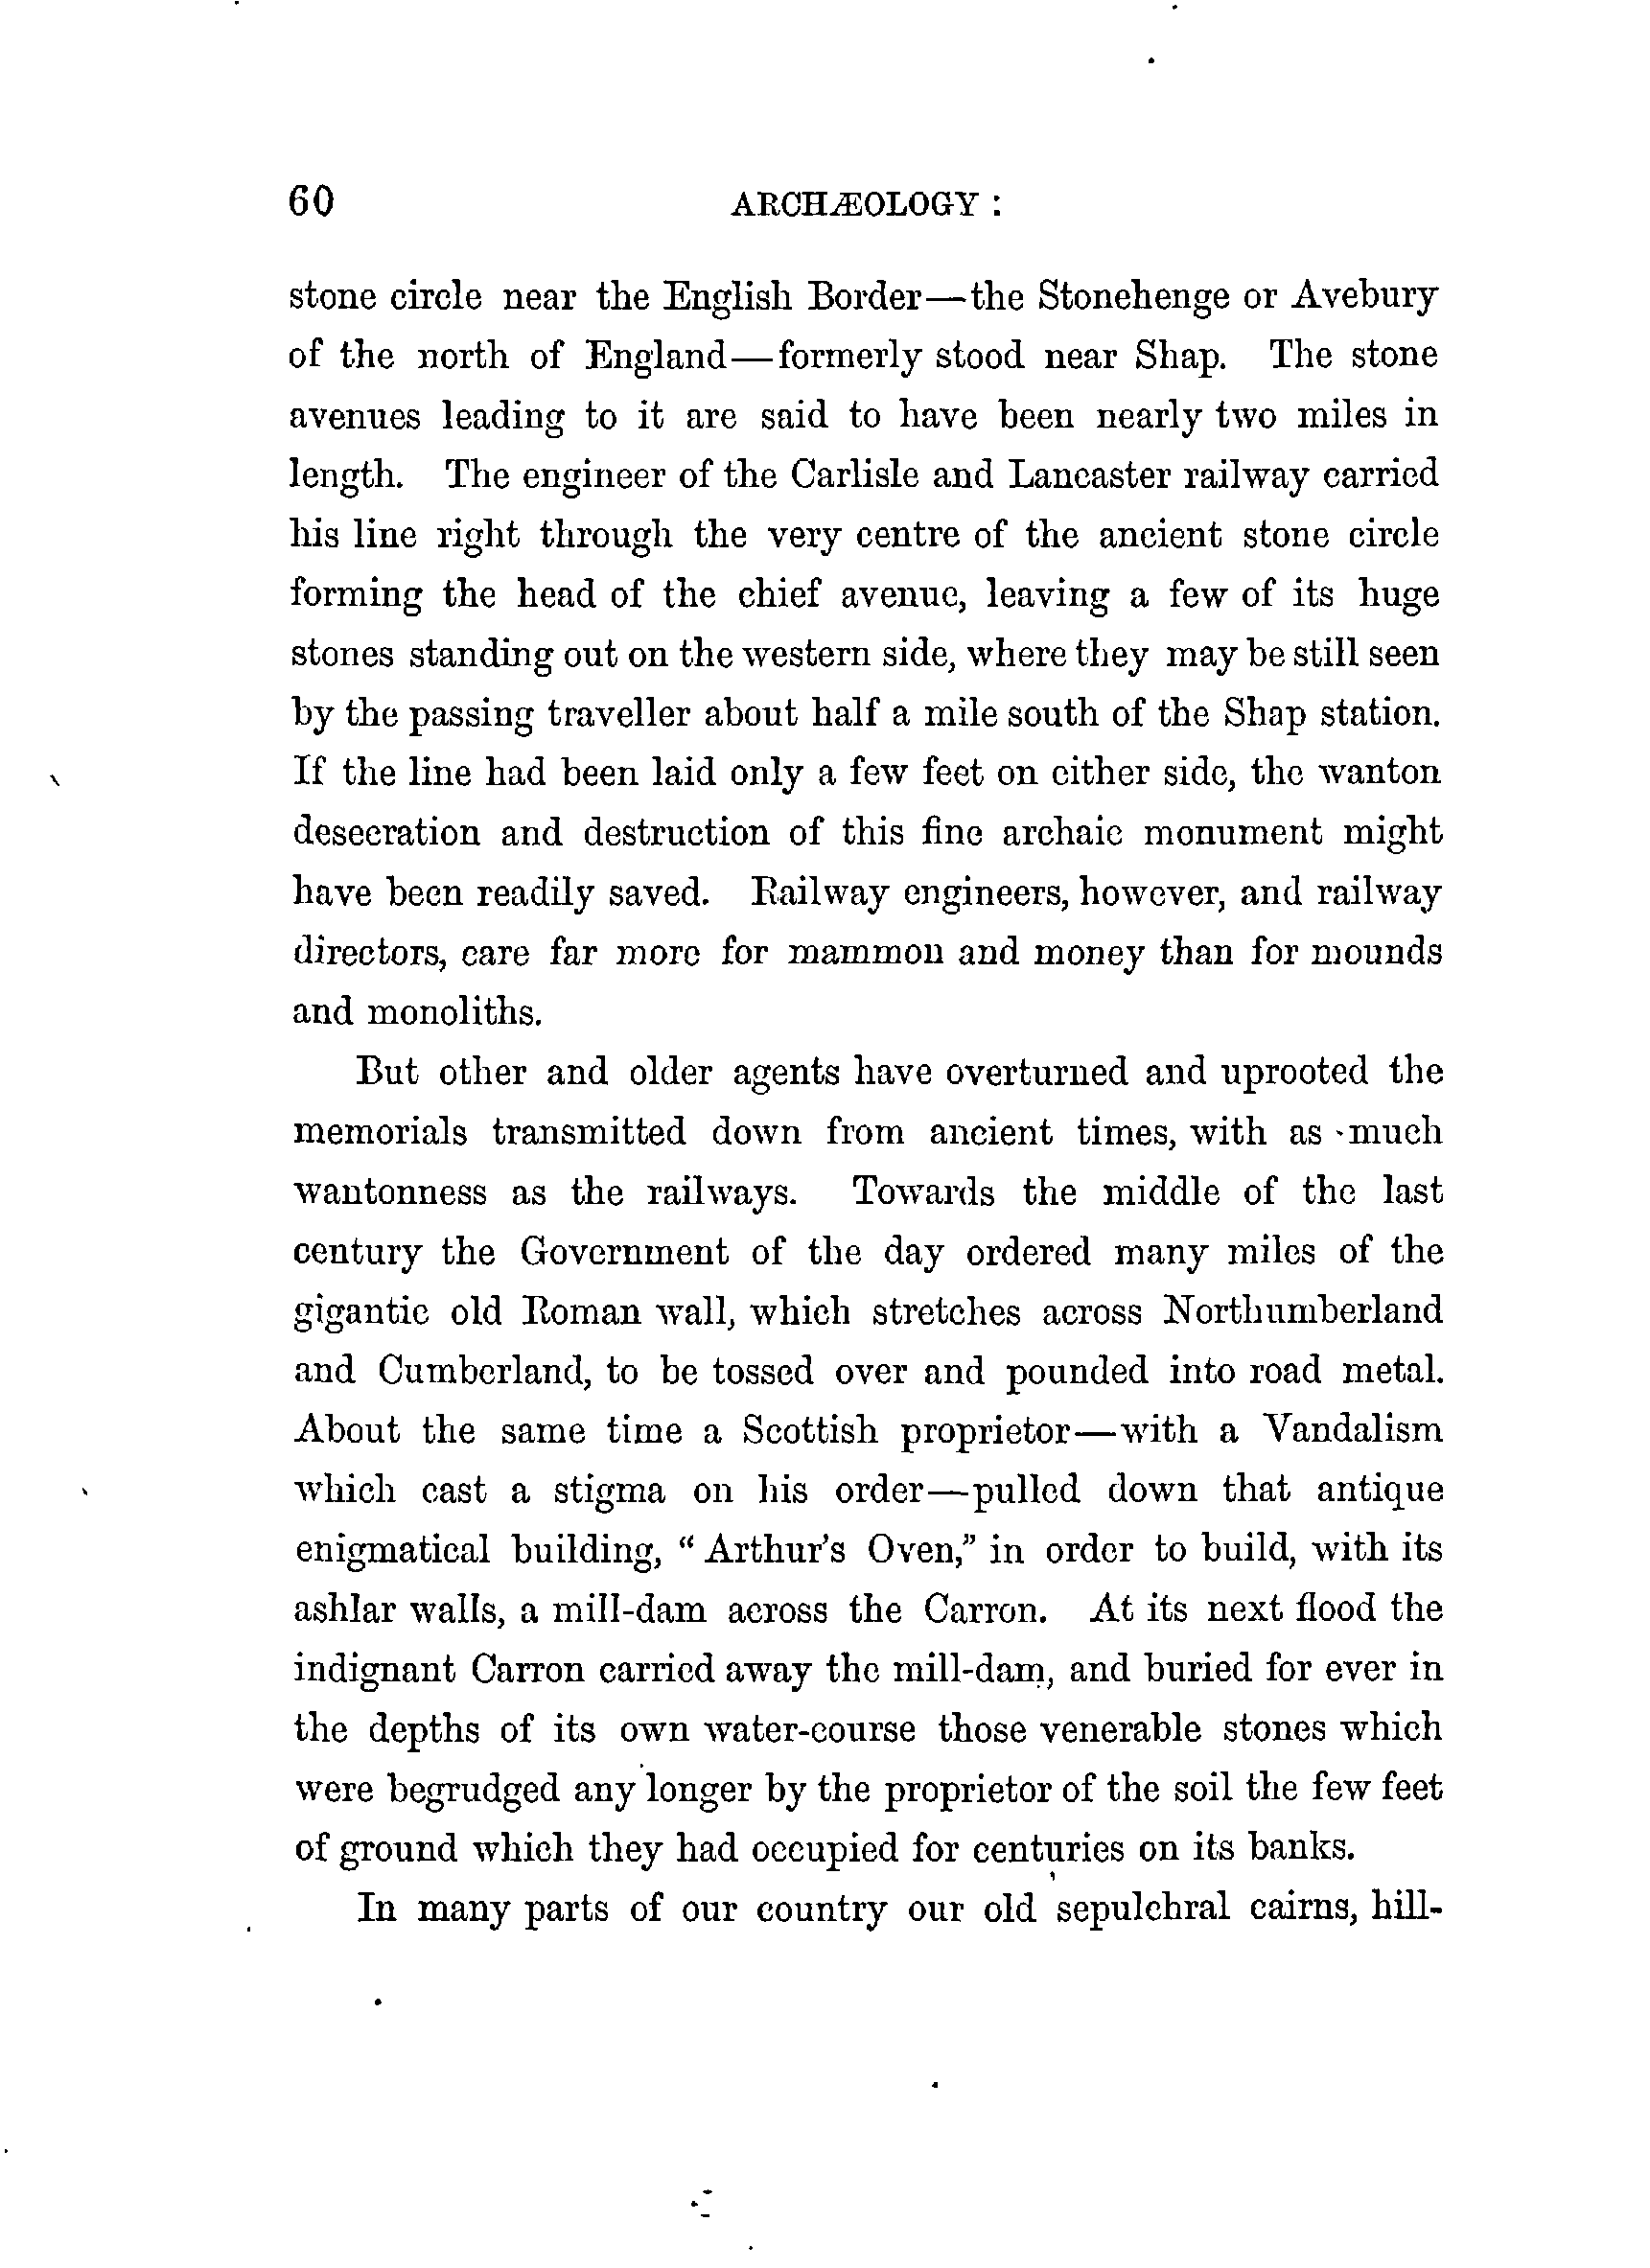 60 ARCHÆOLOGY :
stone circle near the English Border—the Stonehenge or Avebury
of the north of England—formerly stood near Shap. The stone
avenues leading to it are said to have been nearly two miles in
length. The engineer of the Carlisle and Lancaster railway carried
his line right through the very centre of the ancient stone circle
forming the head of the chief avenue, leaving a few of its huge
stones standing out on the western side, where they may be still seen
by the passing traveller about half a mile south of the Shap station.
If the line had been laid only a few feet on either side, the wanton
desecration and destruction of this fine archaic monument might
have been readily saved. Railway engineers, however, and railway
directors, care far more for mammon and money than for mounds
and monoliths.
But other and older agents have overturned and uprooted the
memorials transmitted down from ancient times, with as much
wantonness as the railways. Towards the middle of the last
century the Government of the day ordered many miles of the
gigantic old Roman wall, which stretches across Northumberland
and Cumberland, to be tossed over and pounded into road metal.
About the same time a Scottish proprietor—with a Vandalism
which cast a stigma on his order—pulled down that antique
enigmatical building, “Arthur’s Oven,” in order to build, with its
ashlar walls, a mill-dam across the Carron. At its next flood the
indignant Carron carried away the mill-dam, and buried for ever in
the depths of its own water-course those venerable stones which
were begrudged any longer by the proprietor of the soil the few feet
of ground which they had occupied for centuries on its banks.
In many parts of our country our old sepulchral cairns, hill-